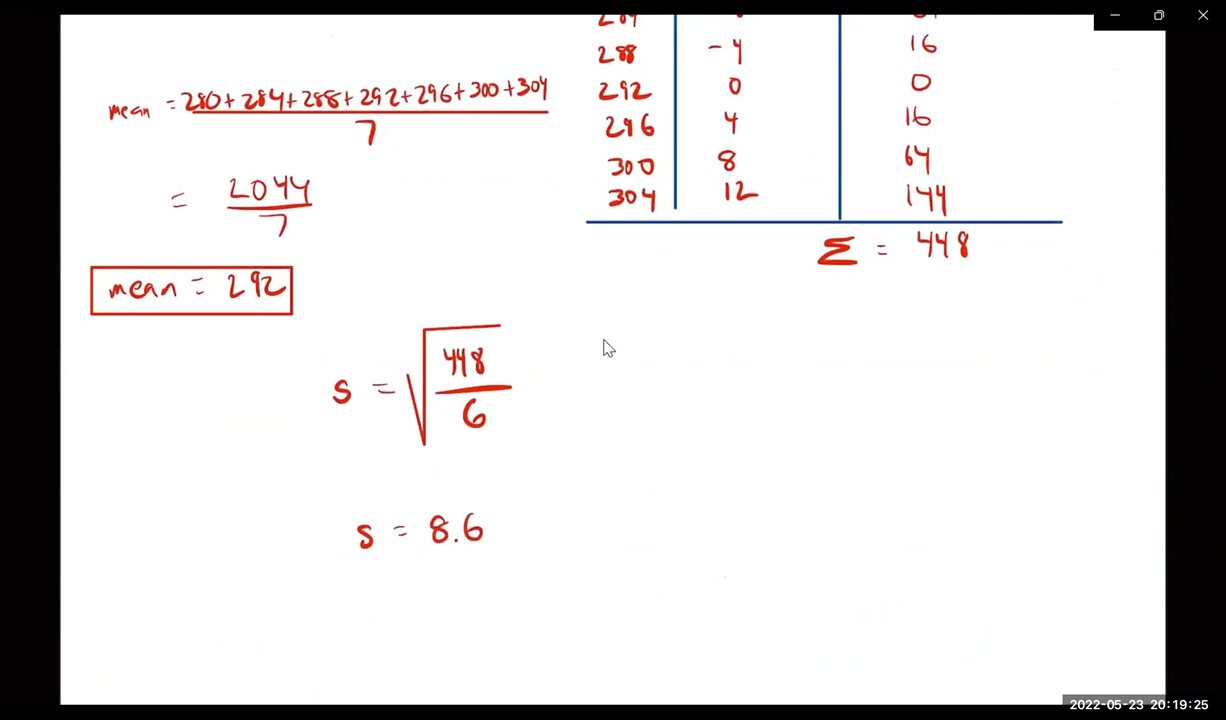 288 | -4 | 16
mean = 280+284+288+292+296+300+304
7
292 | 0 | 0
296 | 4 | 16
300 | 8 | 64
304 | 12 | 144
= 2044
7
Σ = 448
mean = 292
s = √ 448
6
s = 8.6
2022-05-23 20:19:25